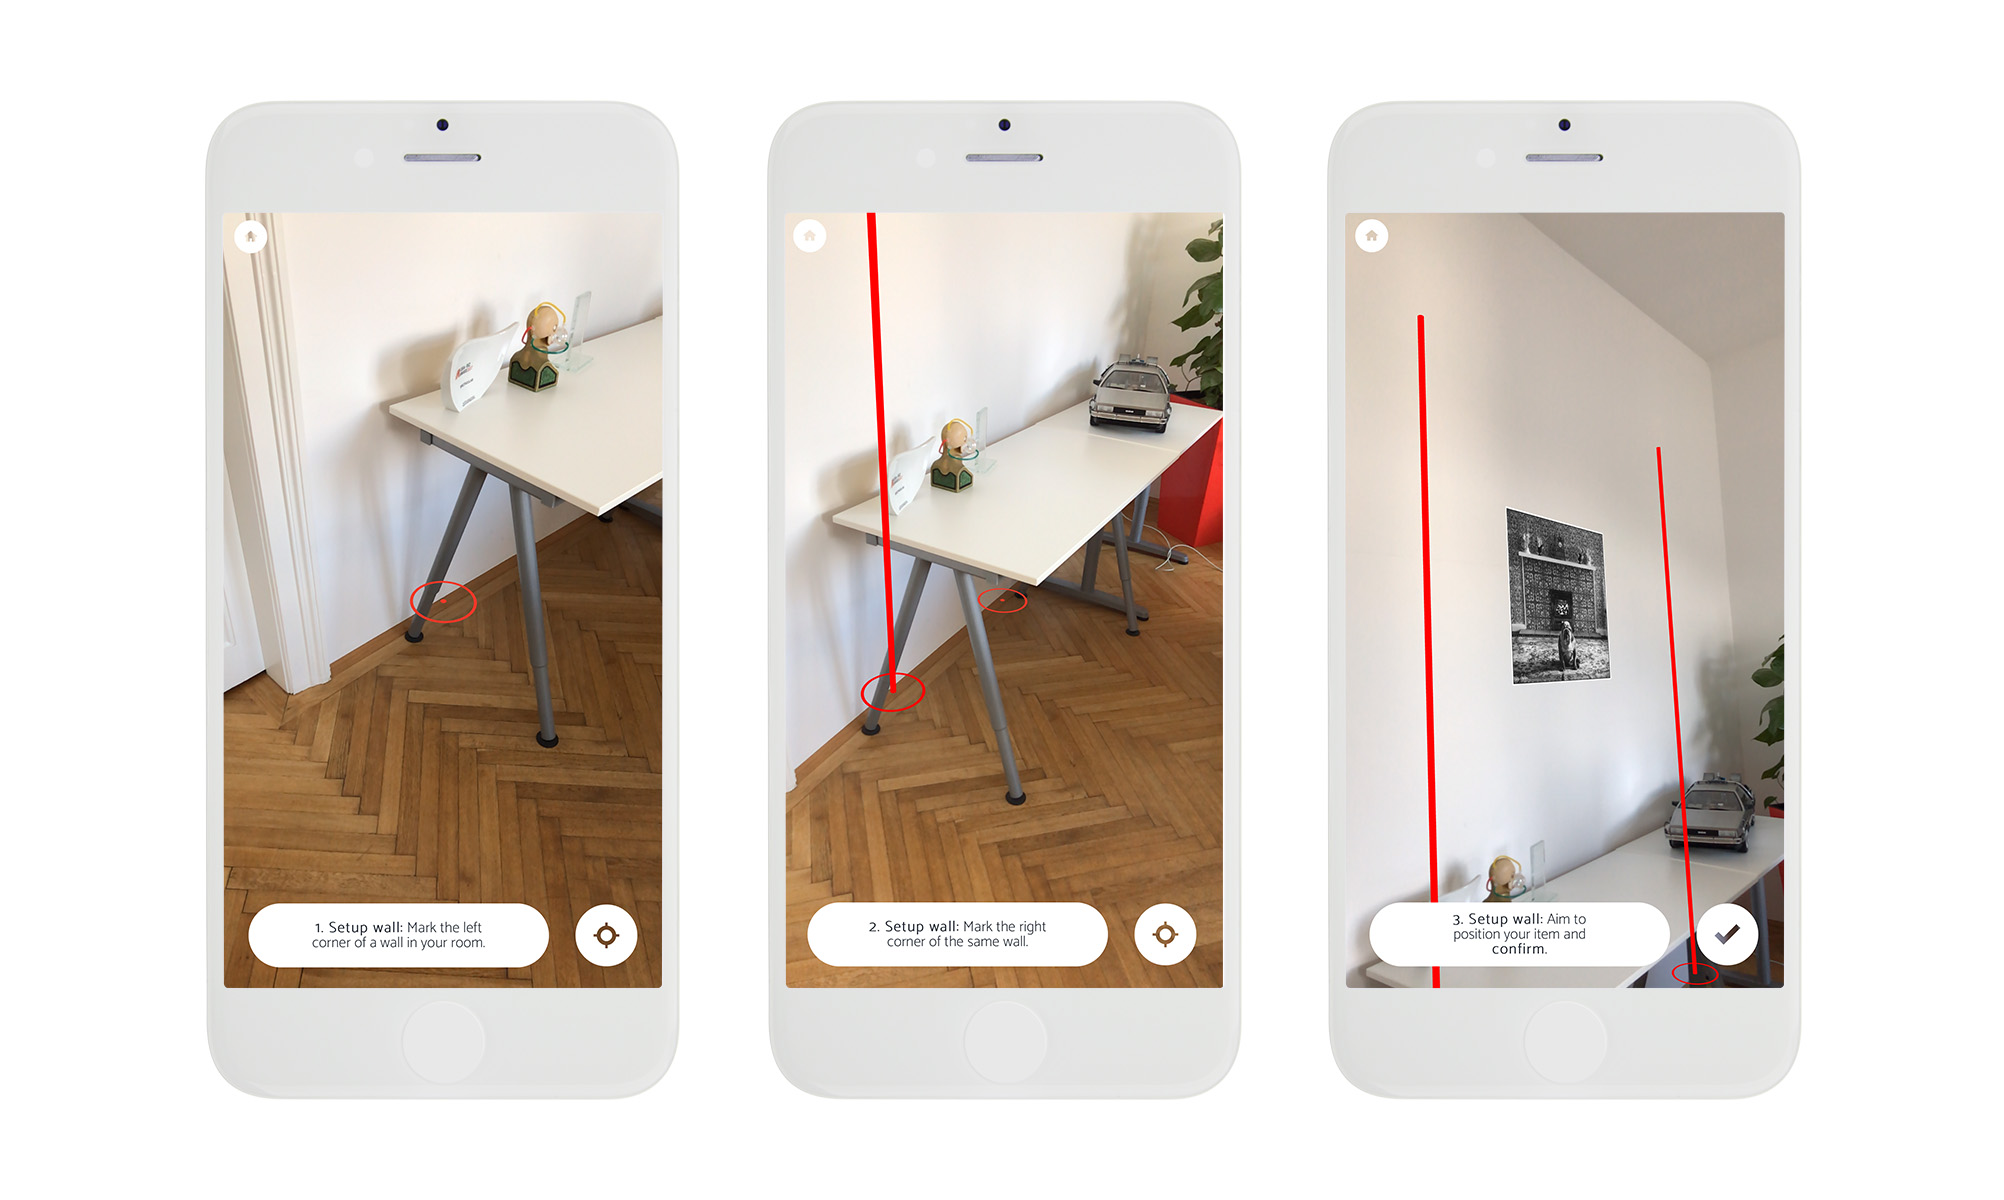 1. Setup wall: Mark the left
corner of a wall in your room.
2. Setup wall: Mark the right
corner of the same wall.
3. Setup wall: Aim to
position your item and
confirm.